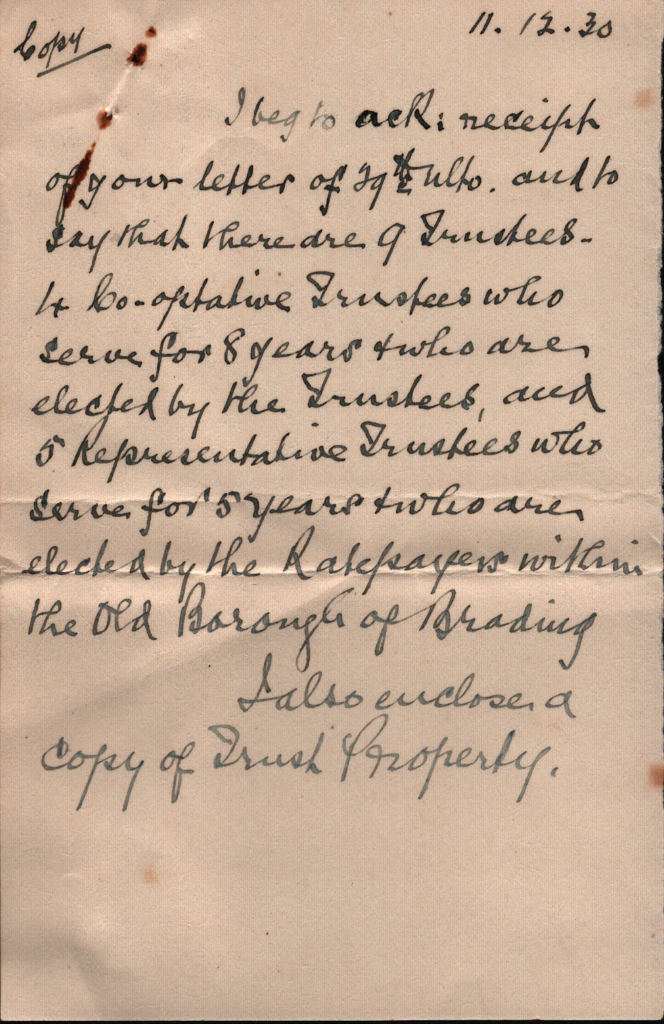 Copy
11.12.30
I beg to ack: receipt
of your letter of 29th Ulto. and to
say that there are 9 Trustees -
4 Co-optative Trustees who
serve for 8 years & who are
elected by the Trustees, and
5 Representative Trustees who
serve for 5 years & who are
elected by the Ratepayers within
the Old Borough of Brading
I also enclose a
copy of Trust Property.